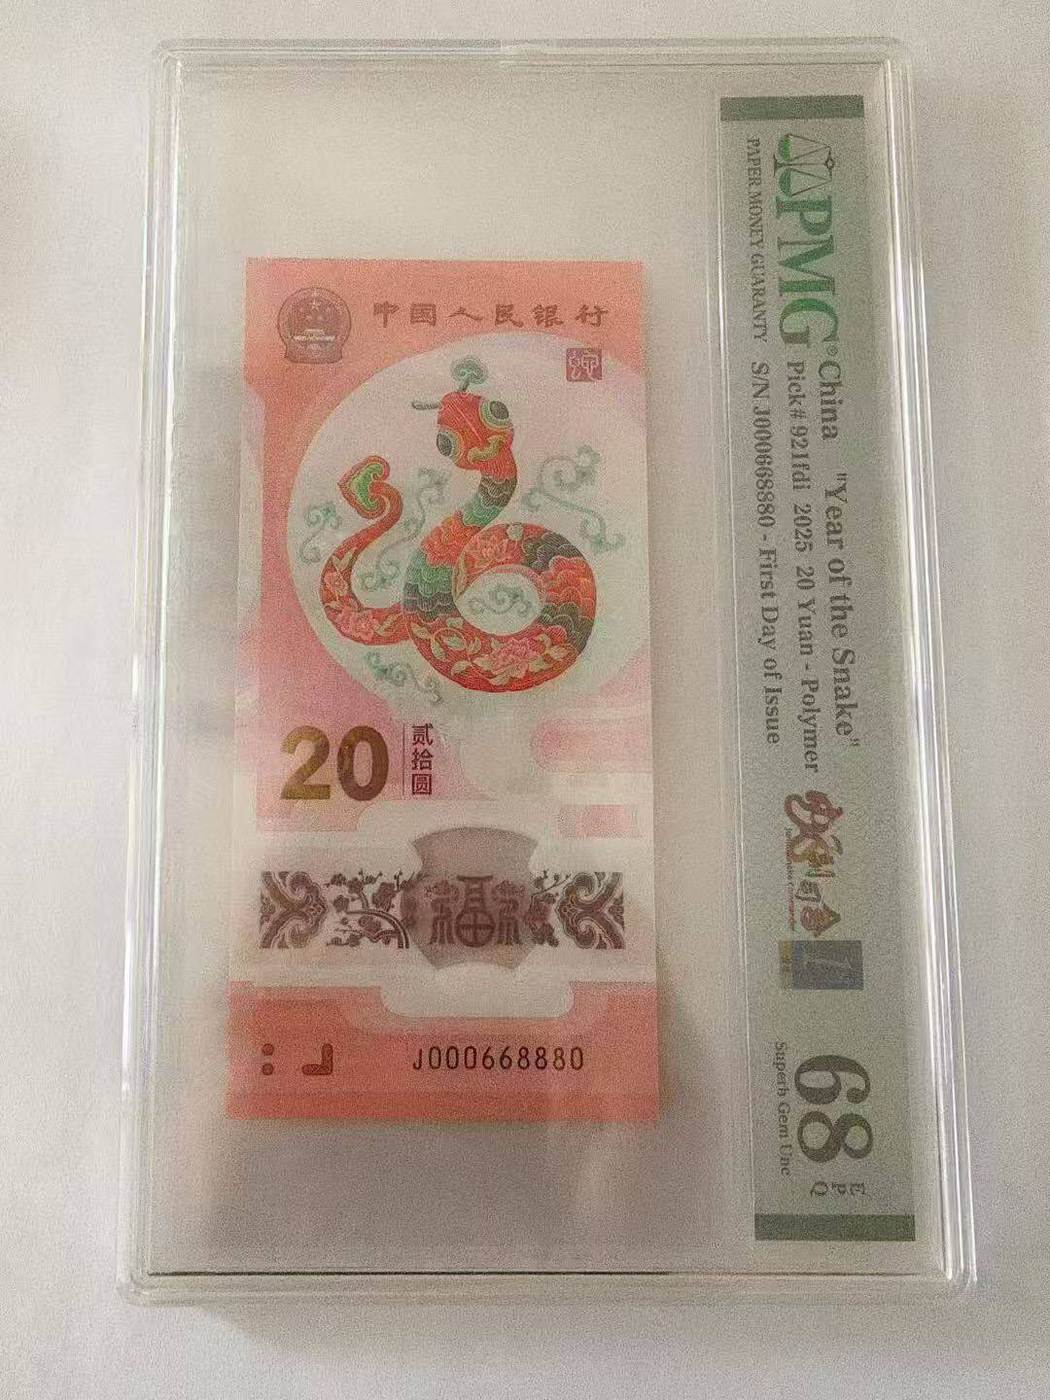 中国人民银行
20
贰拾圆
福
J000668880
PMG®
PAPER MONEY GUARANTY
China "Year of the Snake"
Pick# 921fdi 2025 20 Yuan - Polymer
S/N J000668880 - First Day of Issue
68
EPQ
Superb Gem Unc